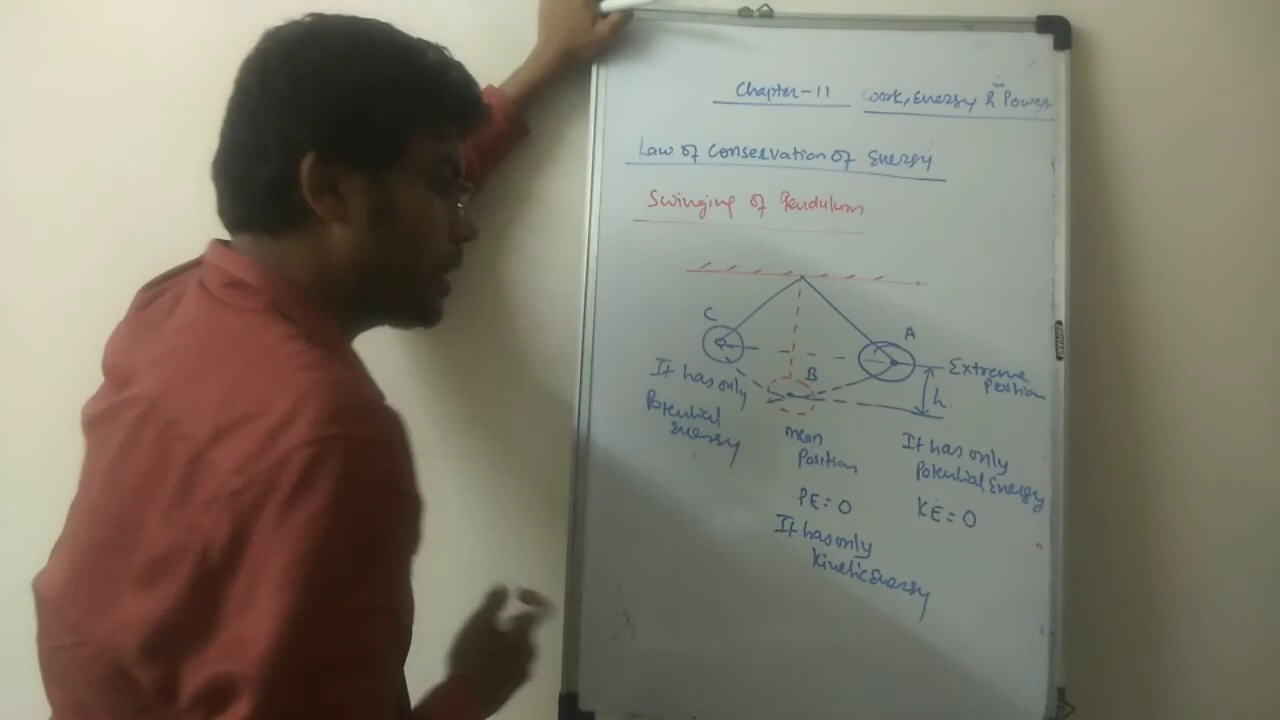 Chapter-11 Work, Energy & Power
Law of Conservation of Energy
Swinging of Pendulum
C
A
B
Extreme
Position
h
It has only
Potential
Energy
mean
Position
PE=0
It has only
Kinetic Energy
It has only
Potential Energy
KE=0